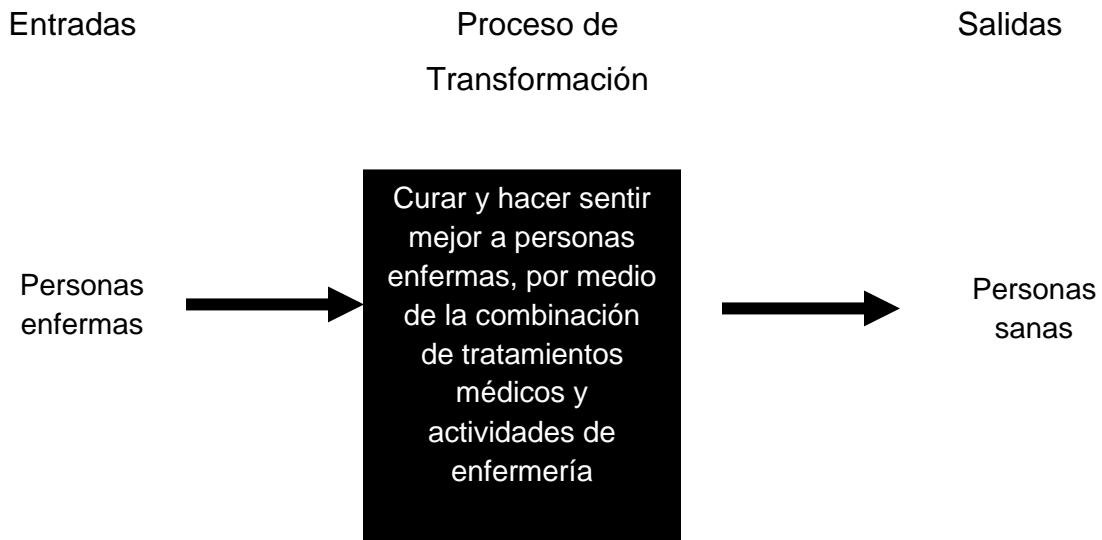 Entradas
Proceso de
Transformación
Salidas
Personas
enfermas
Curar y hacer sentir
mejor a personas
enfermas, por medio
de la combinación
de tratamientos
médicos y
actividades de
enfermería
Personas
sanas